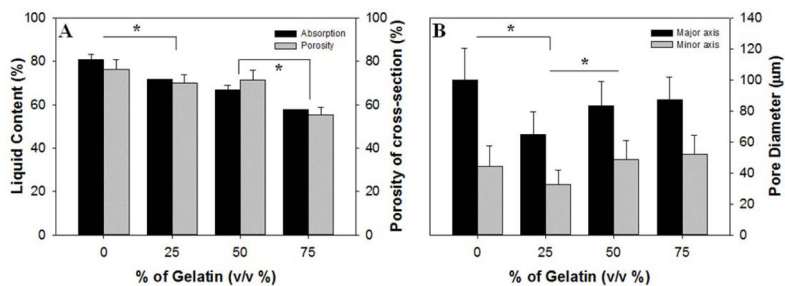 A
Absorption
Porosity
*
*
100
80
60
40
20
0
Liquid Content (%)
100
80
60
40
20
0
Porosity of cross-section (%)
0 25 50 75
% of Gelatin (v/v %)
B
Major axis
Minor axis
*
*
140
120
100
80
60
40
20
0
Pore Diameter (µm)
0 25 50 75
% of Gelatin (v/v %)